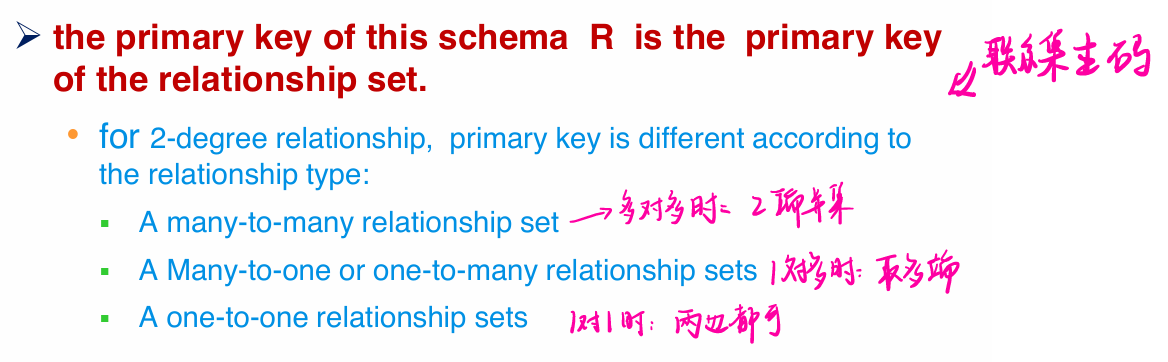 ➢ the primary key of this schema R is the primary key
of the relationship set.
联系集主码
• for 2-degree relationship, primary key is different according to
the relationship type:
▪ A many-to-many relationship set → 多对多时: 2端并集
▪ A Many-to-one or one-to-many relationship sets 1对多时: 取多端
▪ A one-to-one relationship sets 1对1时: 两边都可